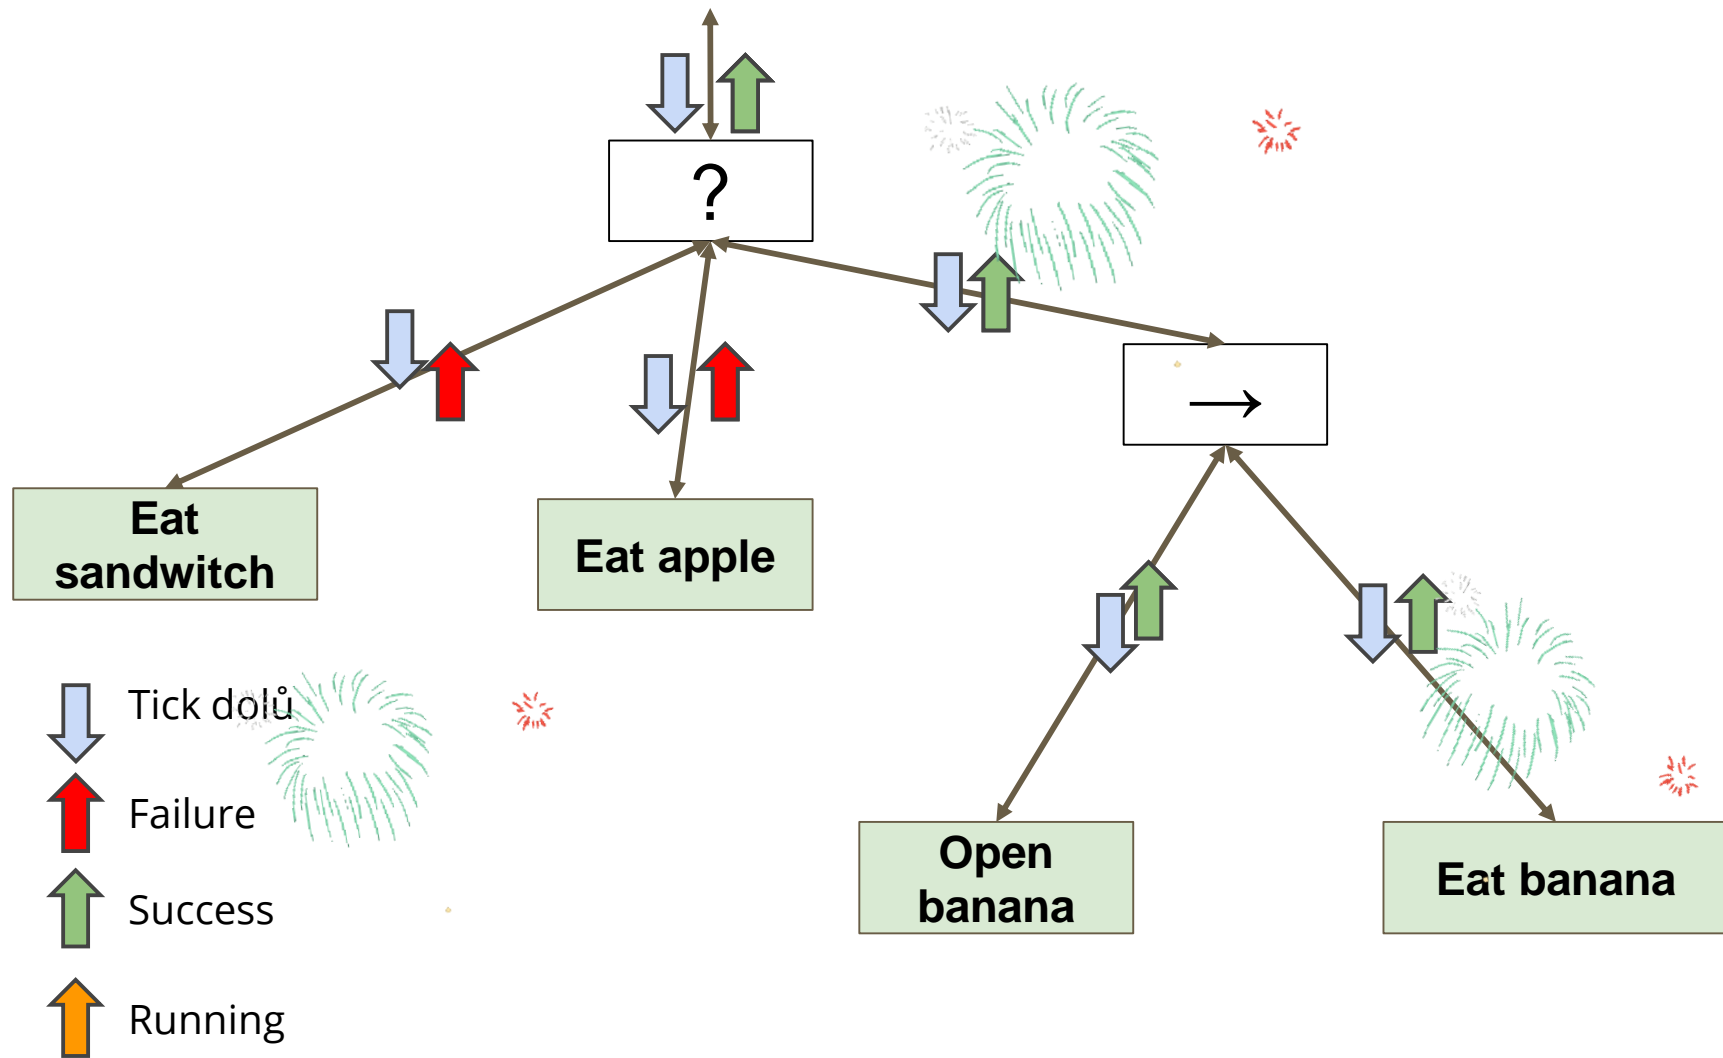 ?
→
Eat
sandwitch
Eat apple
Open
banana
Eat banana
Tick dolů
Failure
Success
Running